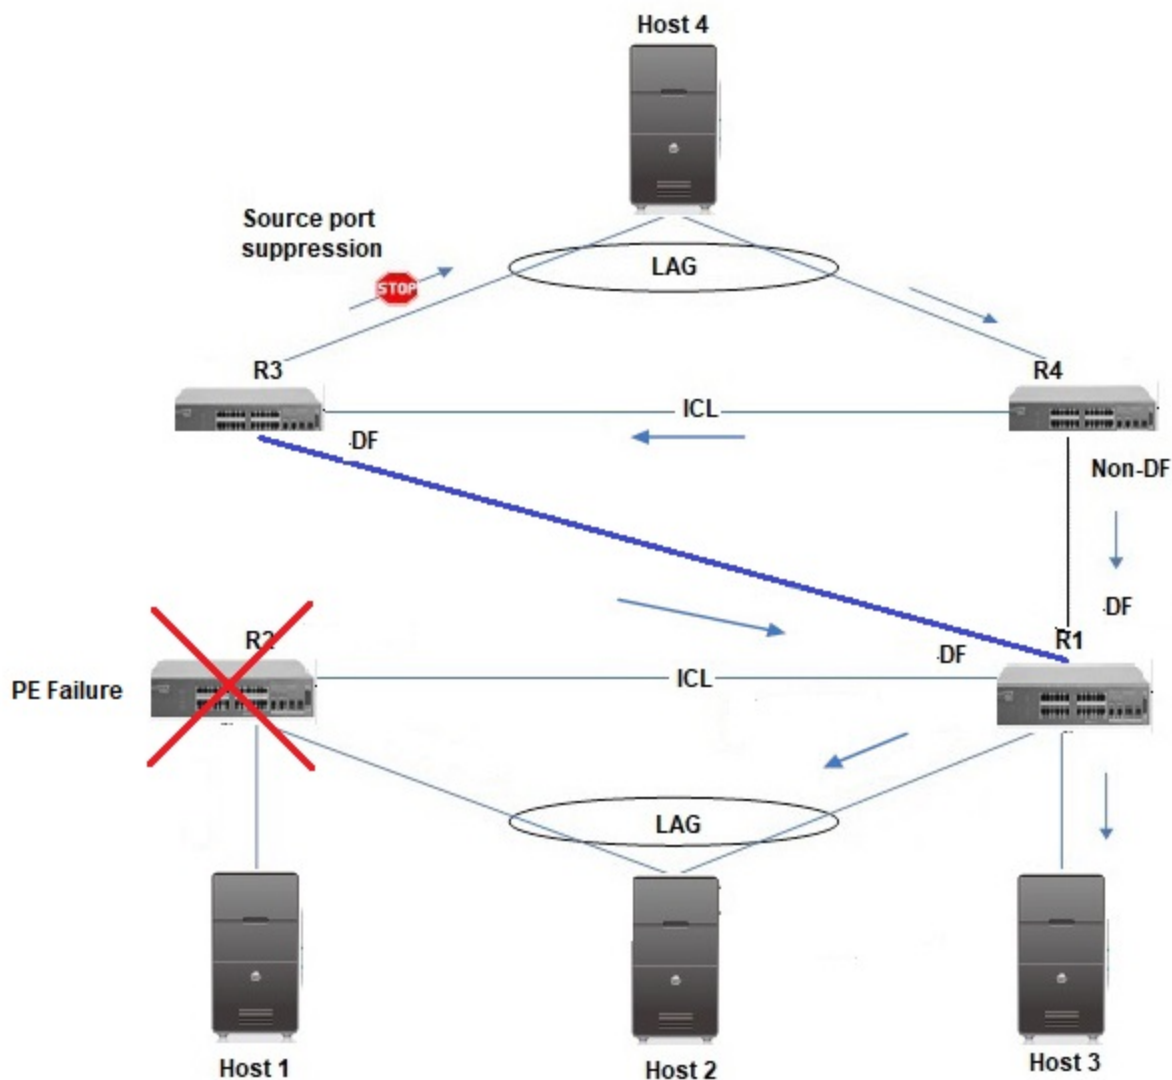 Host 4
Source port
suppression
STOP
LAG
R3
R4
ICL
DF
Non-DF
DF
R2
R1
DF
PE Failure
ICL
LAG
Host 1
Host 2
Host 3